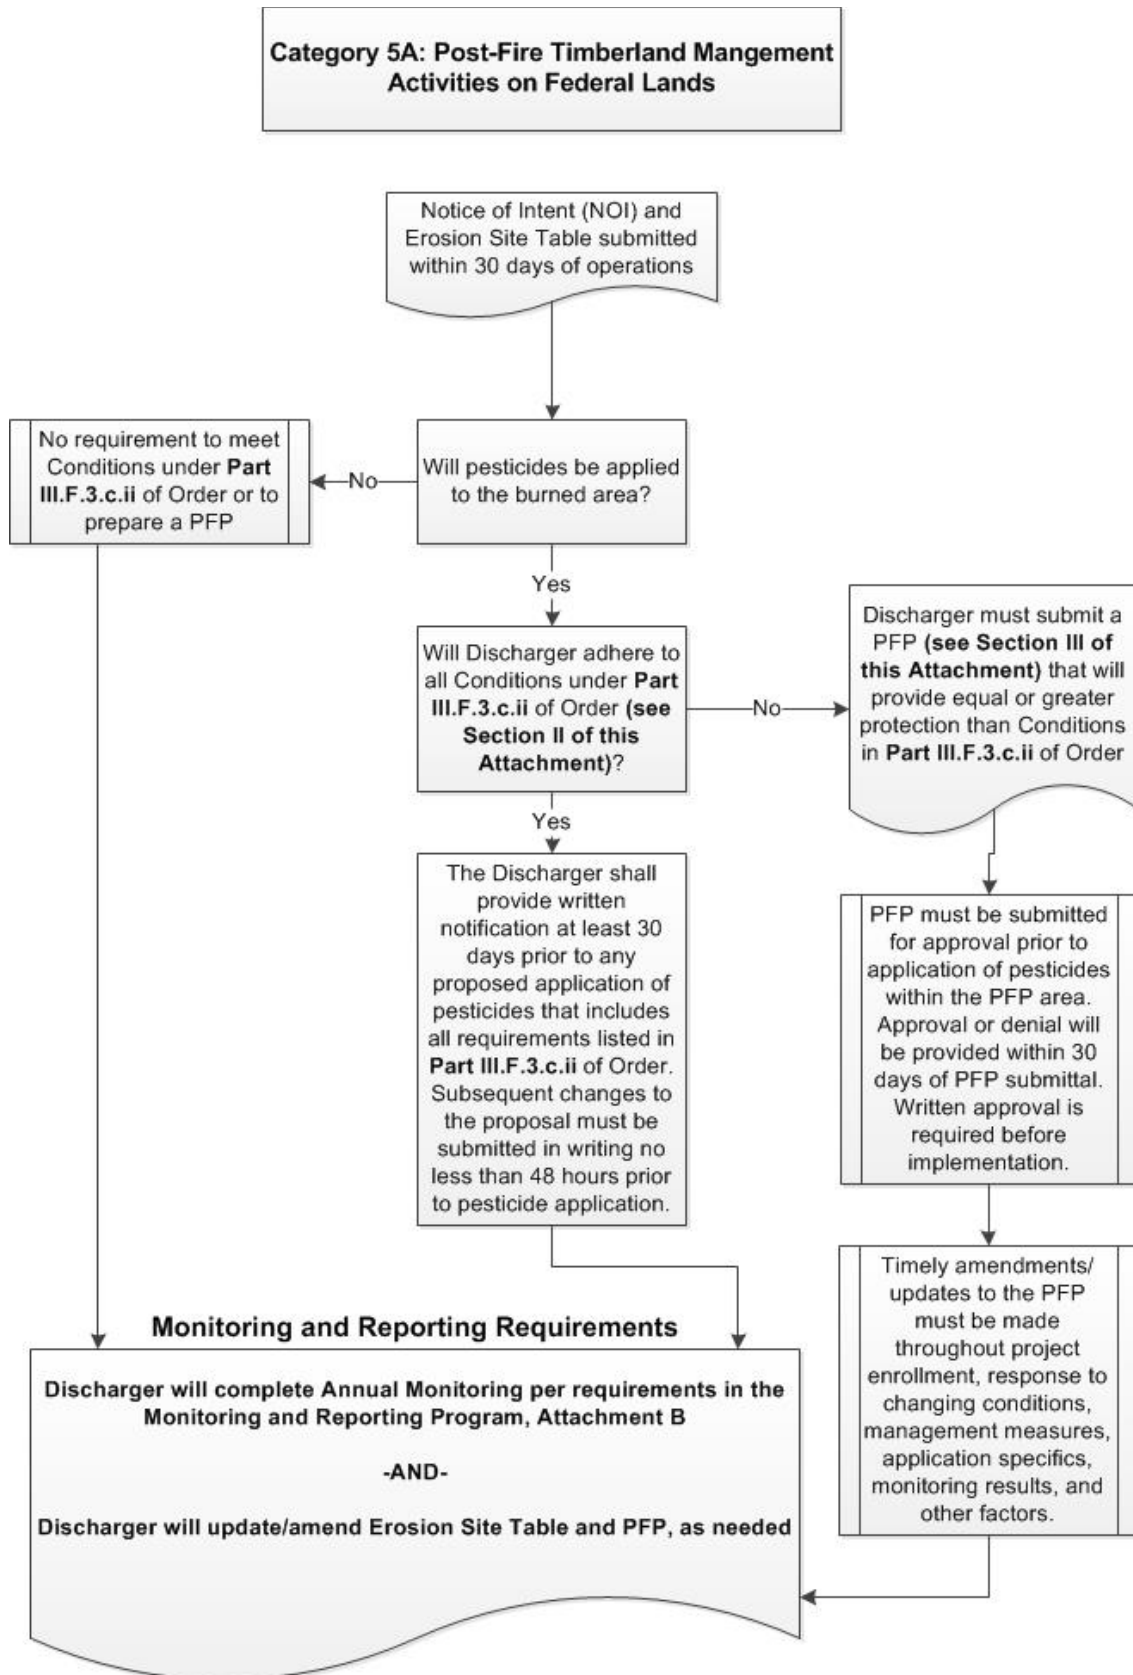 Category 5A: Post-Fire Timberland Mangement
Activities on Federal Lands
Notice of Intent (NOI) and
Erosion Site Table submitted
within 30 days of operations
No requirement to meet
Conditions under Part
III.F.3.c.ii of Order or to
prepare a PFP
No
Will pesticides be applied
to the burned area?
Yes
Will Discharger adhere to
all Conditions under Part
III.F.3.c.ii of Order (see
Section II of this
Attachment)?
No
Discharger must submit a
PFP (see Section III of
this Attachment) that will
provide equal or greater
protection than Conditions
in Part III.F.3.c.ii of Order
Yes
The Discharger shall
provide written
notification at least 30
days prior to any
proposed application of
pesticides that includes
all requirements listed in
Part III.F.3.c.ii of Order.
Subsequent changes to
the proposal must be
submitted in writing no
less than 48 hours prior
to pesticide application.
PFP must be submitted
for approval prior to
application of pesticides
within the PFP area.
Approval or denial will
be provided within 30
days of PFP submittal.
Written approval is
required before
implementation.
Timely amendments/
updates to the PFP
must be made
throughout project
enrollment, response to
changing conditions,
management measures,
application specifics,
monitoring results, and
other factors.
Monitoring and Reporting Requirements
Discharger will complete Annual Monitoring per requirements in the
Monitoring and Reporting Program, Attachment B
-AND-
Discharger will update/amend Erosion Site Table and PFP, as needed